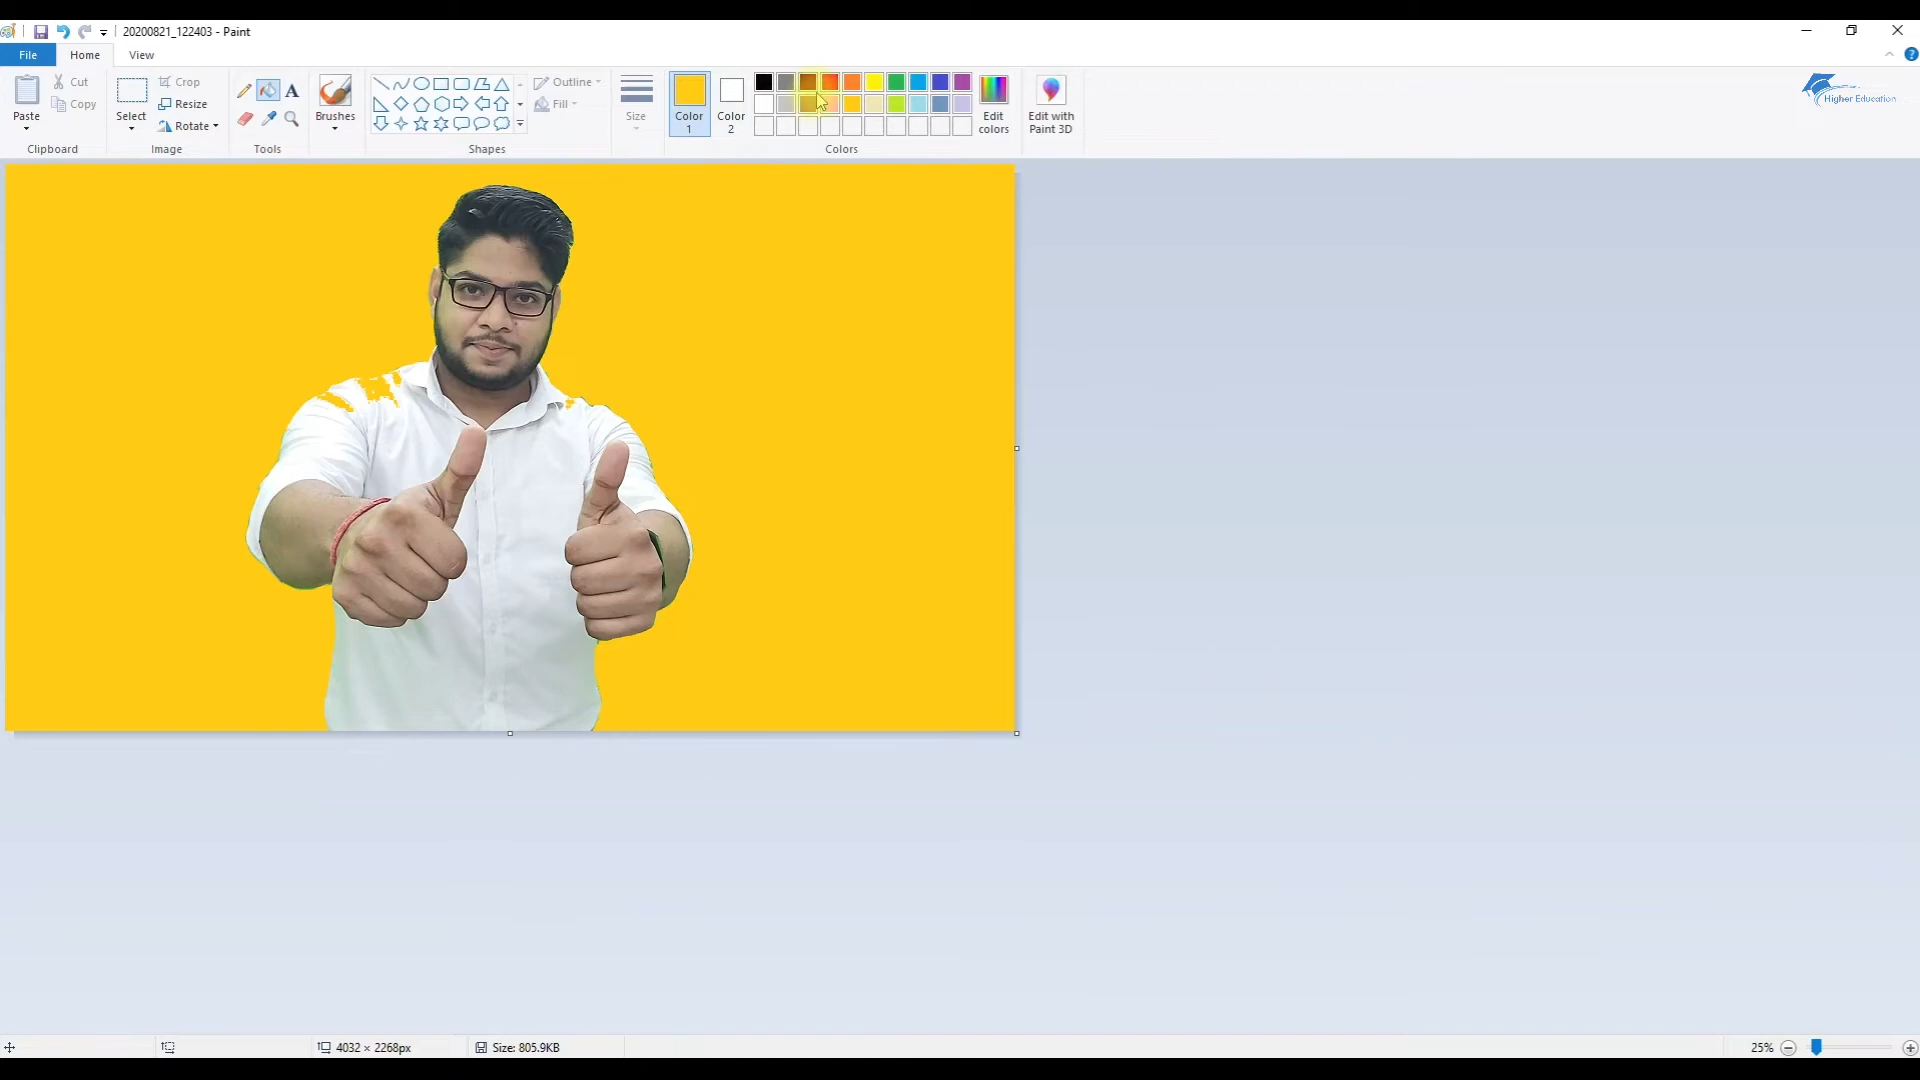 20200821_122403 - Paint
File Home View
Paste
Cut
Copy
Clipboard
Select
Crop
Resize
Rotate
Image
A
Tools
Brushes
Shapes
Outline
Fill
Size
Color
1
Color
2
Edit
colors
Colors
Edit with
Paint 3D
Higher Education
4032 × 2268px
Size: 805.9KB
25%